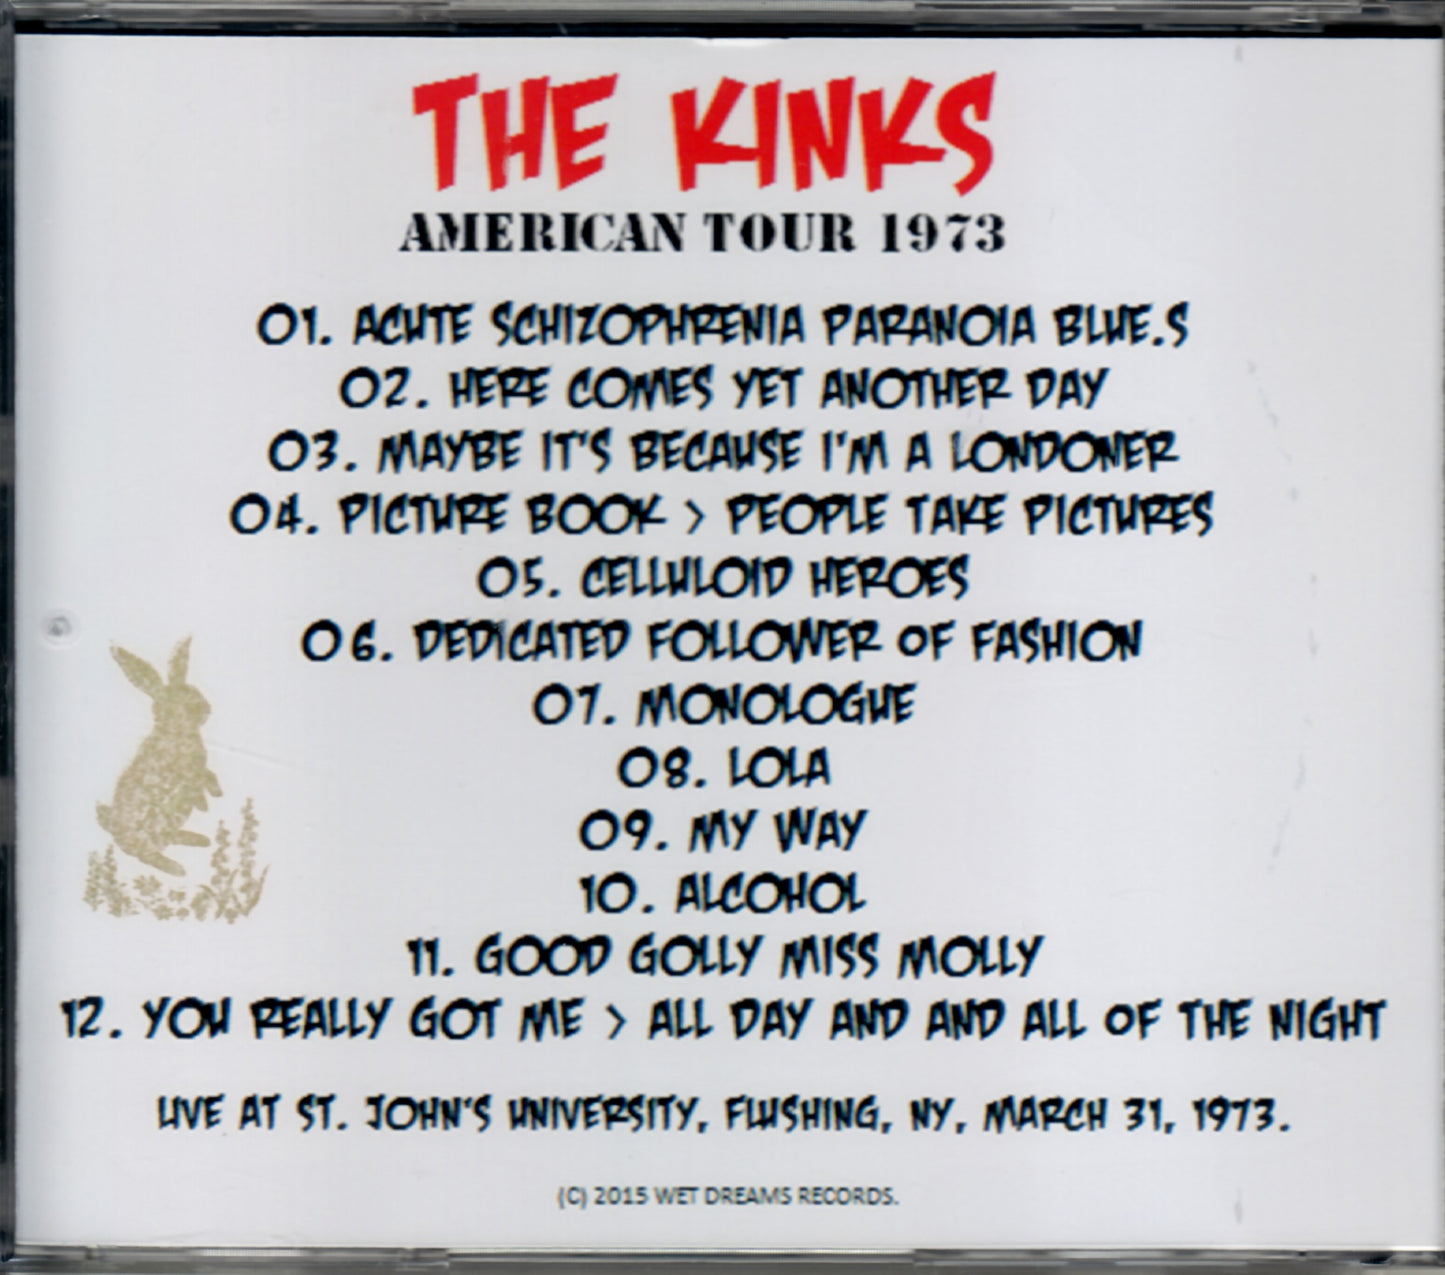 THE KINKS
AMERICAN TOUR 1973
01. ACUTE SCHIZOPHRENIA PARANOIA BLUE.S
02. HERE COMES YET ANOTHER DAY
03. MAYBE IT'S BECAUSE I'M A LONDONER
04. PICTURE BOOK > PEOPLE TAKE PICTURES
05. CELLULOID HEROES
06. DEDICATED FOLLOWER OF FASHION
07. MONOLOGUE
08. LOLA
09. MY WAY
10. ALCOHOL
11. GOOD GOLLY MISS MOLLY
12. YOU REALLY GOT ME > ALL DAY AND AND ALL OF THE NIGHT
LIVE AT ST. JOHN'S UNIVERSITY, FLUSHING, NY, MARCH 31, 1973.
(C) 2015 WET DREAMS RECORDS.